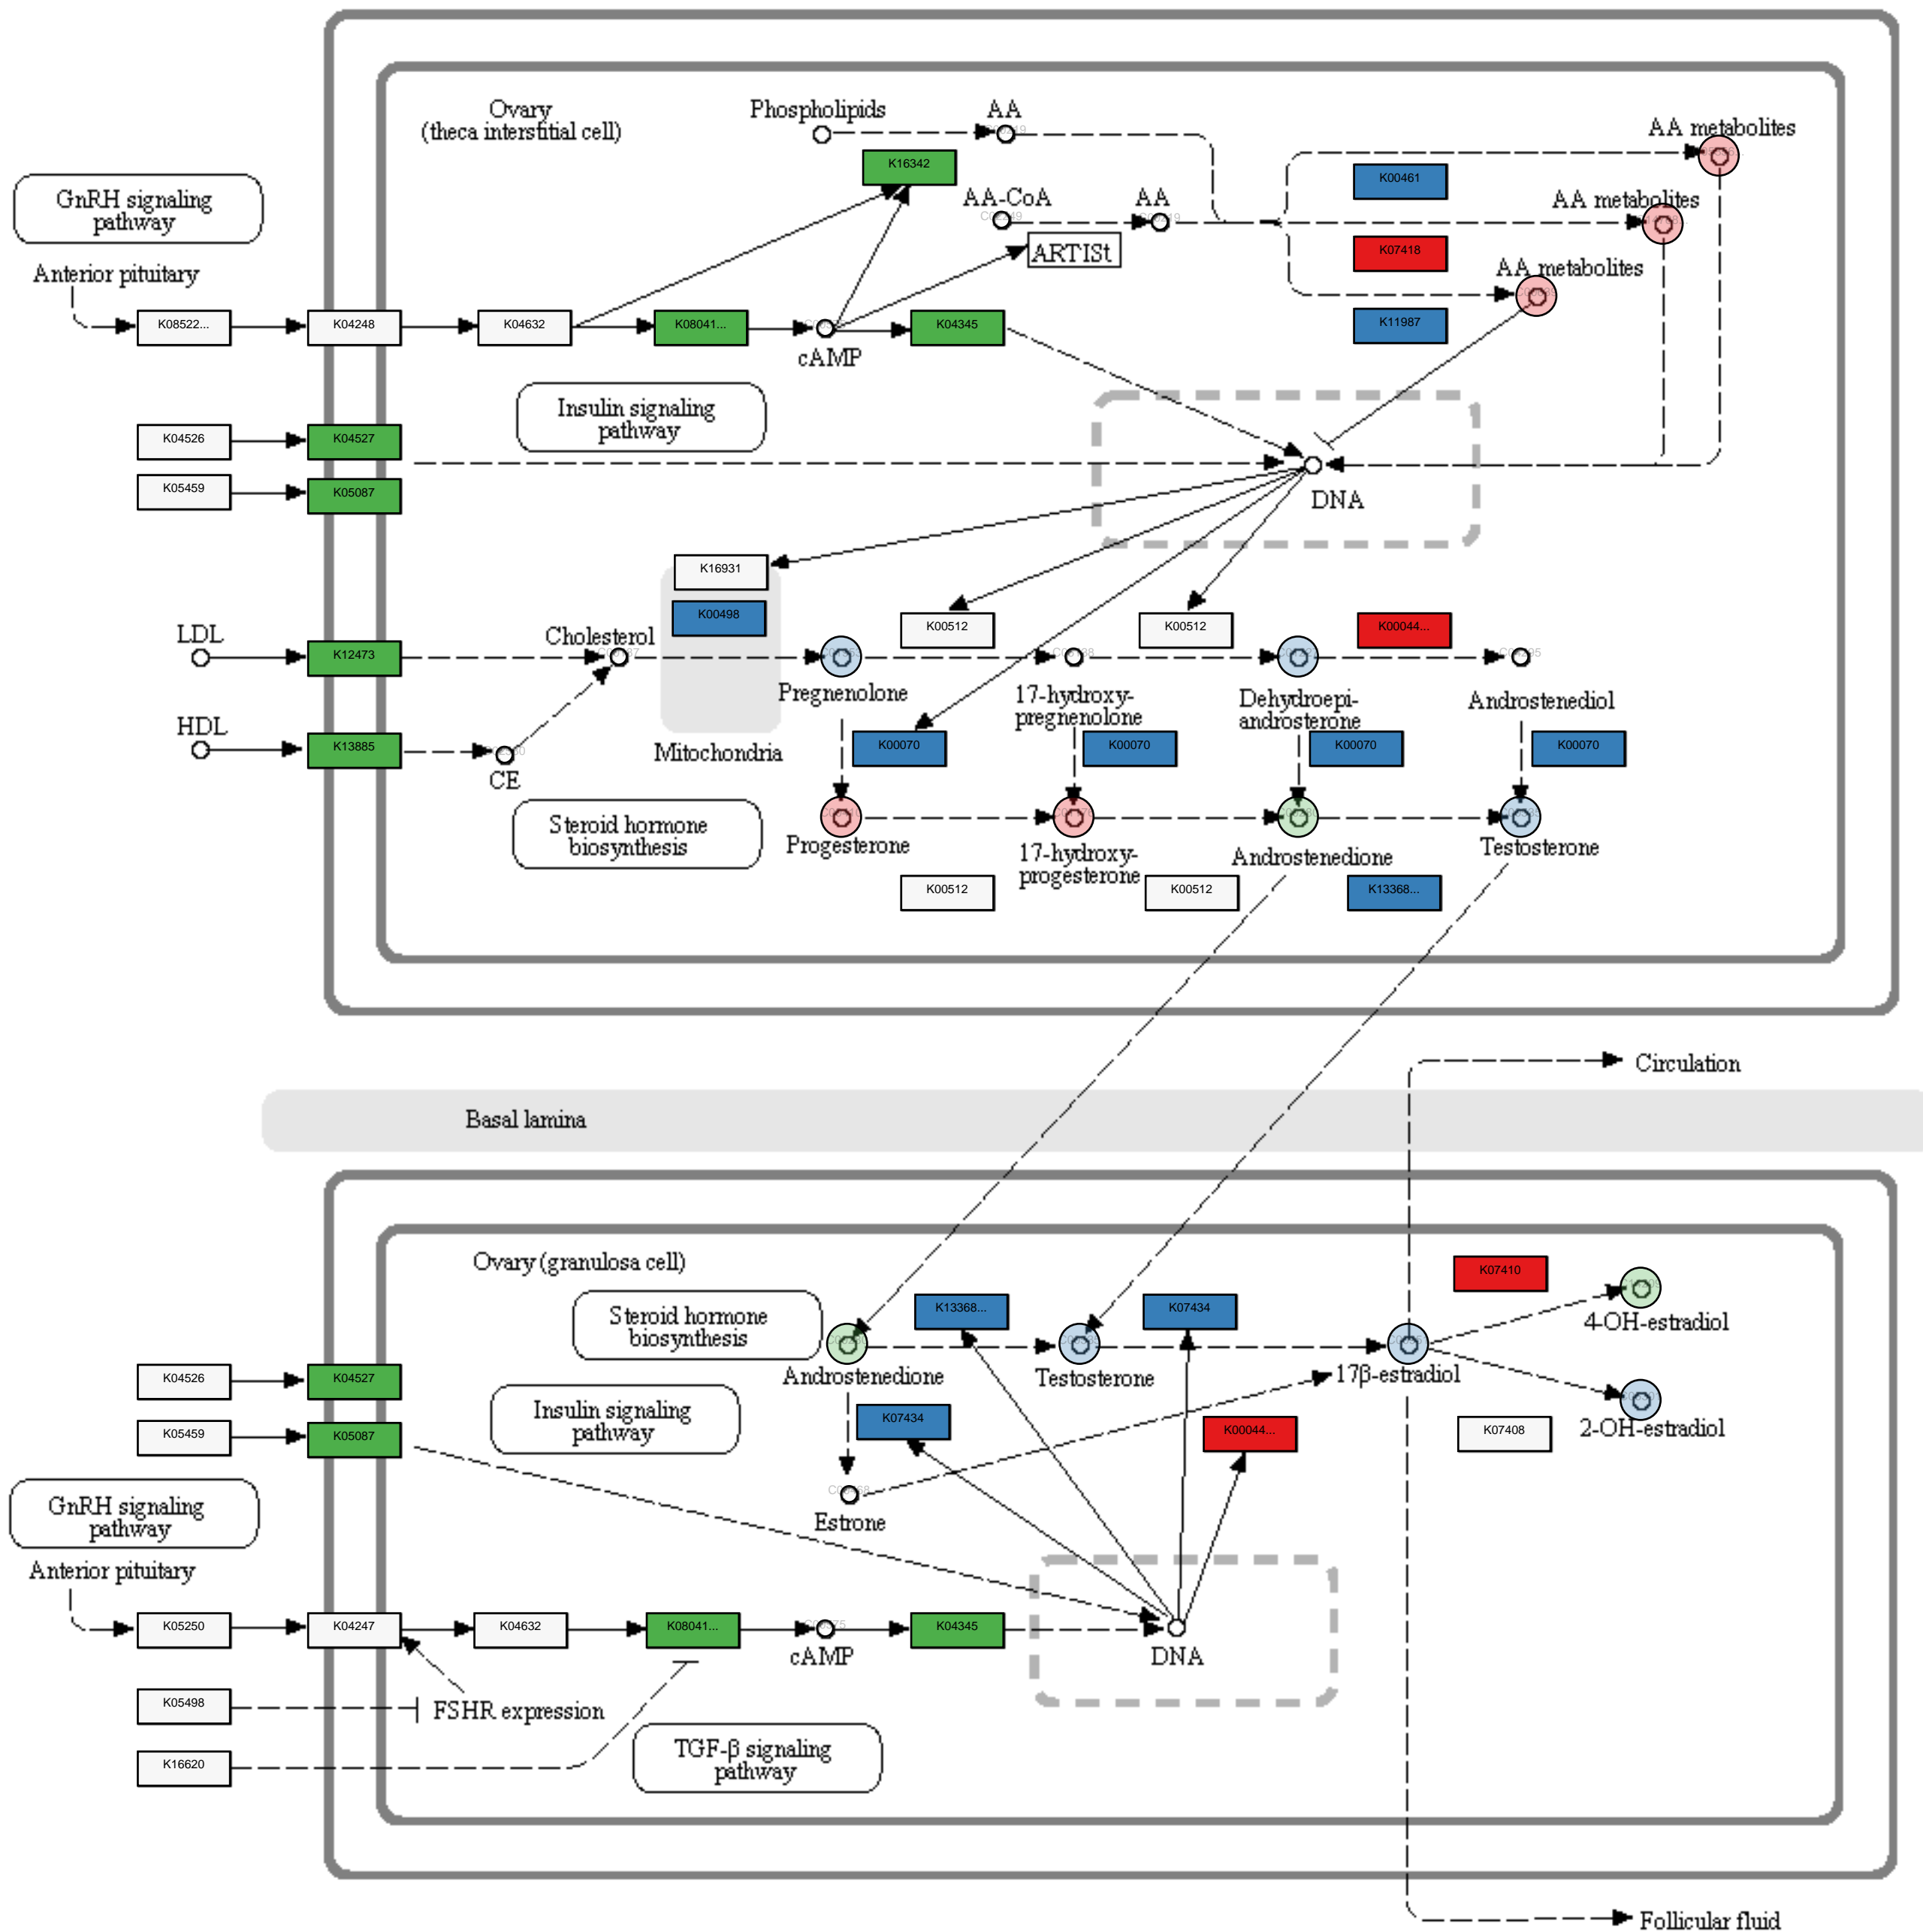 Ovary
(theca interstitial cell)
Phospholipids
AA
AA metabolites
K16342
K00461
GnRH signaling
pathway
AA-CoA
AA
AA metabolites
ARTISt
K07418
Anterior pituitary
AA metabolites
K08522...
K04248
K04632
K08041...
K04345
K11987
cAMP
Insulin signaling
pathway
K04526
K04527
K05459
K05087
DNA
K16931
K00498
K00512
K00512
K00044...
LDL
Cholesterol
K12473
Pregnenolone
17-hydroxy-
pregnenolone
Dehydroepi-
androsterone
Androstenediol
HDL
K13885
CE
Mitochondria
K00070
K00070
K00070
K00070
Steroid hormone
biosynthesis
Progesterone
17-hydroxy-
progesterone
Androstenedione
Testosterone
K00512
K00512
K13368...
Circulation
Basal lamina
Ovary (granulosa cell)
K07410
Steroid hormone
biosynthesis
K13368...
K07434
4-OH-estradiol
Androstenedione
Testosterone
17β-estradiol
K04526
K04527
Insulin signaling
pathway
K07434
K00044...
K07408
2-OH-estradiol
K05459
K05087
GnRH signaling
pathway
Estrone
Anterior pituitary
K05250
K04247
K04632
K08041...
cAMP
K04345
DNA
K05498
FSHR expression
K16620
TGF-β signaling
pathway
Follicular fluid